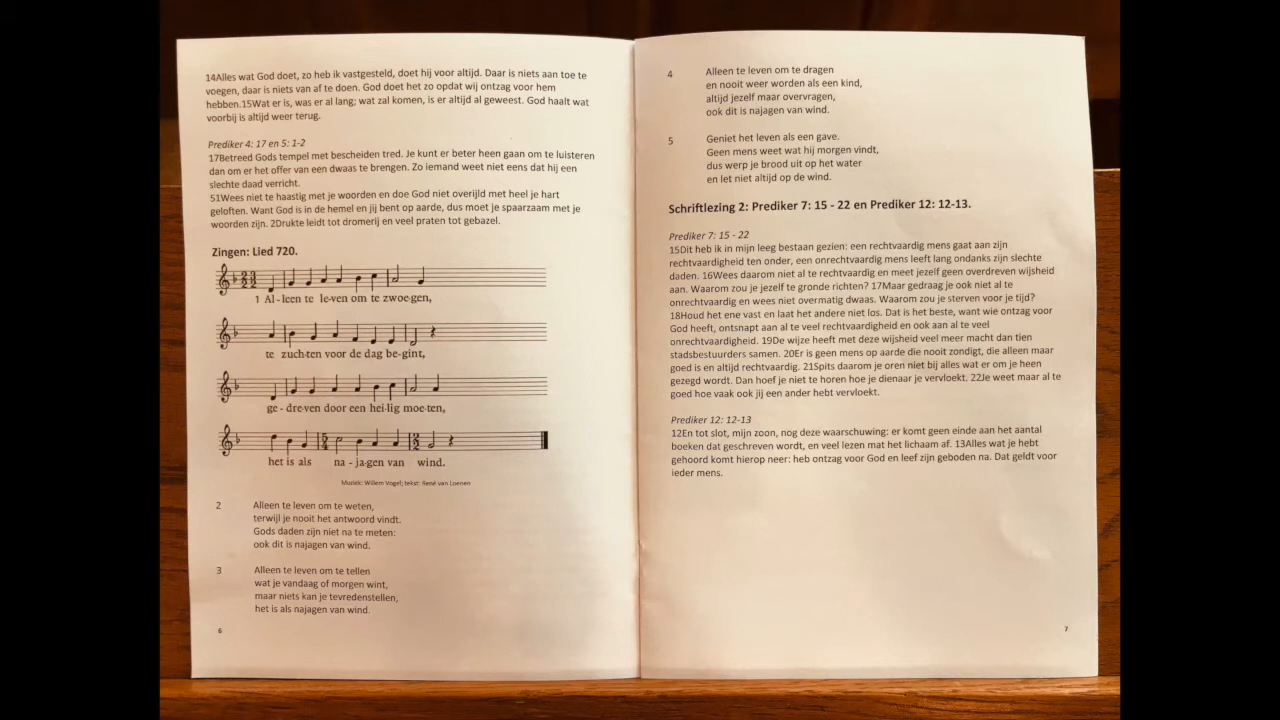 14Alles wat God doet, zo heb ik vastgesteld, doet hij voor altijd. Daar is niets aan toe te
voegen, daar is niets van af te doen. God doet het zo opdat wij ontzag voor hem
hebben.15Wat er is, was er al lang; wat zal komen, is er altijd al geweest. God haalt wat
voorbij is altijd weer terug.
Prediker 4: 17 en 5: 1-2
17Betreed Gods tempel met bescheiden tred. Je kunt er beter heen gaan om te luisteren
dan om er het offer van een dwaas te brengen. Zo iemand weet niet eens dat hij een
slechte daad verricht.
51Wees niet te haastig met je woorden en doe God niet overijld met heel je hart
geloften. Want God is in de hemel en jij bent op aarde, dus moet je spaarzaam met je
woorden zijn. 2Drukte leidt tot dromerij en veel praten tot gebazel.
Zingen: Lied 720.
1 Al-leen te le-ven om te zwoe-gen,
te zuch-ten voor de dag be-gint,
ge-dre-ven door een hei-lig moe-ten,
het is als na-ja-gen van wind.
Muziek: Willem Vogel; tekst: René van Loenen
2 Alleen te leven om te weten,
terwijl je nooit het antwoord vindt.
Gods daden zijn niet na te meten:
ook dit is najagen van wind.
3 Alleen te leven om te tellen
wat je vandaag of morgen wint,
maar niets kan je tevredenstellen,
het is als najagen van wind.
6
4 Alleen te leven om te dragen
en nooit weer worden als een kind,
altijd jezelf maar overvragen,
ook dit is najagen van wind.
5 Geniet het leven als een gave.
Geen mens weet wat hij morgen vindt,
dus werp je brood uit op het water
en let niet altijd op de wind.
Schriftlezing 2: Prediker 7: 15 - 22 en Prediker 12: 12-13.
Prediker 7: 15 - 22
15Dit heb ik in mijn leeg bestaan gezien: een rechtvaardig mens gaat aan zijn
rechtvaardigheid ten onder, een onrechtvaardig mens leeft lang ondanks zijn slechte
daden. 16Wees daarom niet al te rechtvaardig en meet jezelf geen overdreven wijsheid
aan. Waarom zou je jezelf te gronde richten? 17Maar gedraag je ook niet al te
onrechtvaardig en wees niet overmatig dwaas. Waarom zou je sterven voor je tijd?
18Houd het ene vast en laat het andere niet los. Dat is het beste, want wie ontzag voor
God heeft, ontsnapt aan al te veel rechtvaardigheid en ook aan al te veel
onrechtvaardigheid. 19De wijze heeft met deze wijsheid veel meer macht dan tien
stadsbestuurders samen. 20Er is geen mens op aarde die nooit zondigt, die alleen maar
goed is en altijd rechtvaardig. 21Spits daarom je oren niet bij alles wat er om je heen
gezegd wordt. Dan hoef je niet te horen hoe je dienaar je vervloekt. 22Je weet maar al te
goed hoe vaak ook jij een ander hebt vervloekt.
Prediker 12: 12-13
12En tot slot, mijn zoon, nog deze waarschuwing: er komt geen einde aan het aantal
boeken dat geschreven wordt, en veel lezen mat het lichaam af. 13Alles wat je hebt
gehoord komt hierop neer: heb ontzag voor God en leef zijn geboden na. Dat geldt voor
ieder mens.
7